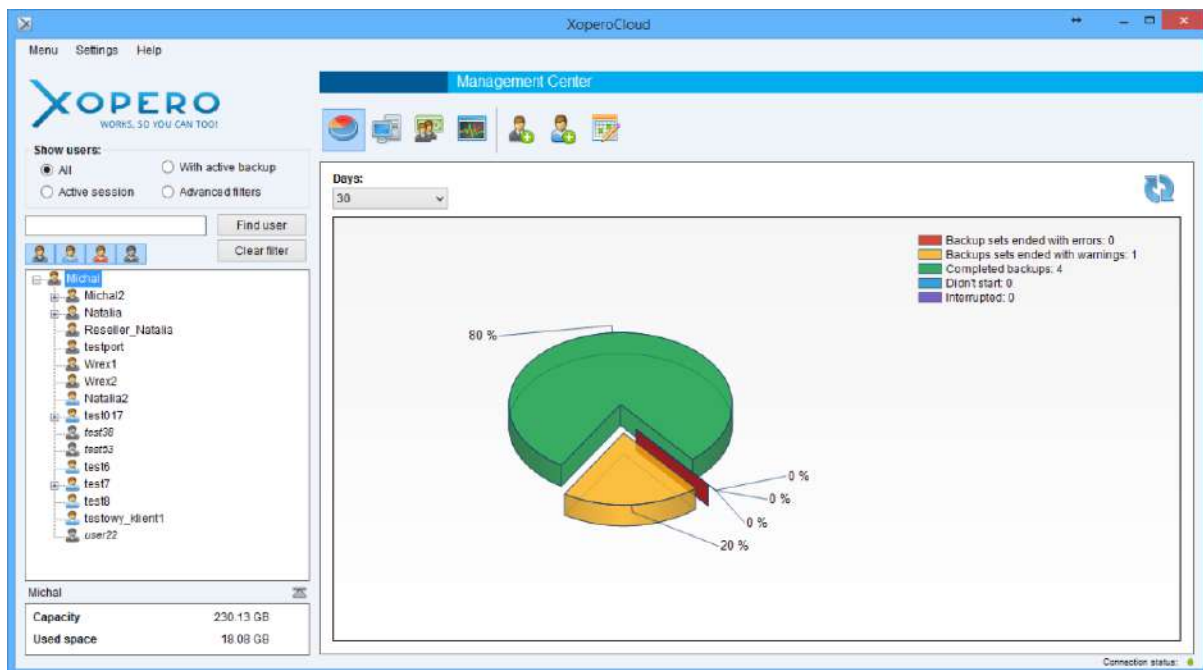 XoperoCloud
Menu Settings Help
XOPERO
WORKS, SO YOU CAN TOO!
Management Center
Show users:
All
With active backup
Active session
Advanced filters
Find user
Clear filter
Michal
Michal2
Natalia
Reseller_Natalia
testport
Wrex1
Wrex2
Natalia2
test017
test38
test53
test6
test7
test8
testowy_klient1
user22
Michal
Capacity 230.13 GB
Used space 18.08 GB
Days:
30
Backup sets ended with errors: 0
Backups sets ended with warnings: 1
Completed backups: 4
Didn't start: 0
Interrupted: 0
80 %
0 %
0 %
0 %
20 %
Connection status: